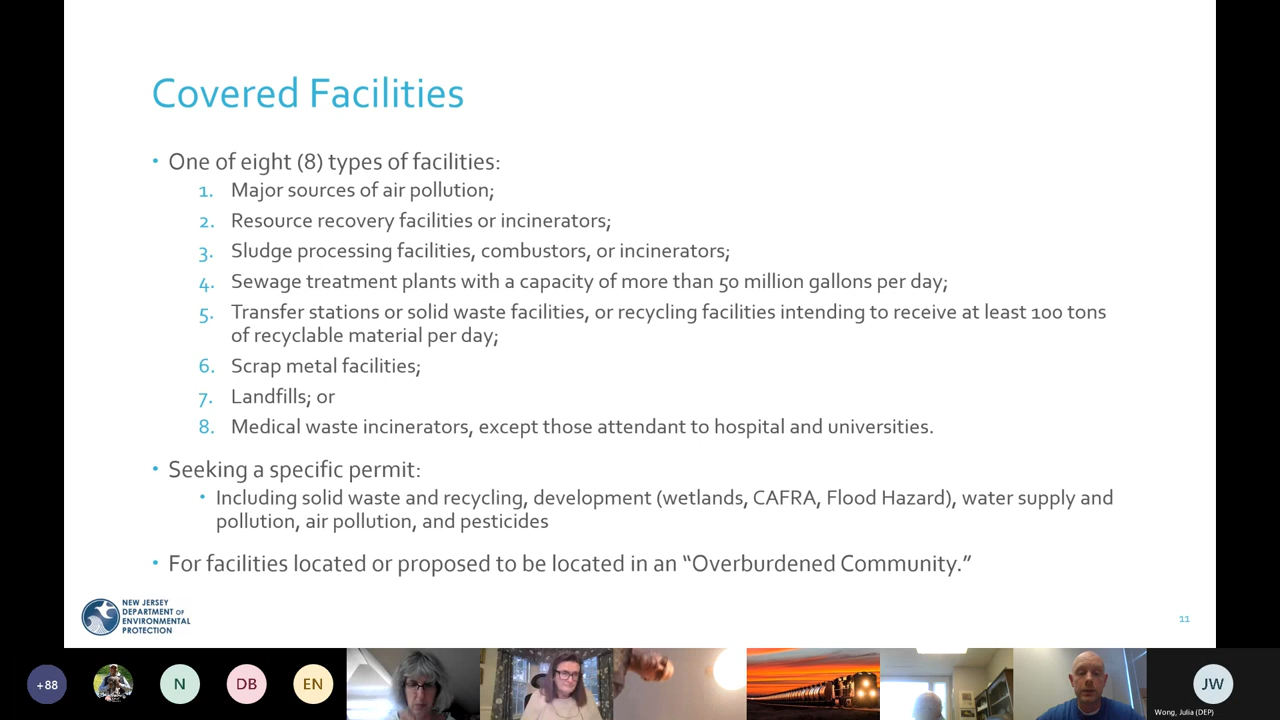 Covered Facilities
• One of eight (8) types of facilities:
1. Major sources of air pollution;
2. Resource recovery facilities or incinerators;
3. Sludge processing facilities, combustors, or incinerators;
4. Sewage treatment plants with a capacity of more than 50 million gallons per day;
5. Transfer stations or solid waste facilities, or recycling facilities intending to receive at least 100 tons
of recyclable material per day;
6. Scrap metal facilities;
7. Landfills; or
8. Medical waste incinerators, except those attendant to hospital and universities.
• Seeking a specific permit:
• Including solid waste and recycling, development (wetlands, CAFRA, Flood Hazard), water supply and
pollution, air pollution, and pesticides
• For facilities located or proposed to be located in an “Overburdened Community.”
NEW JERSEY
DEPARTMENT OF
ENVIRONMENTAL
PROTECTION
11
+88
N
DB
EN
JW
Wong, Julia (DEP)